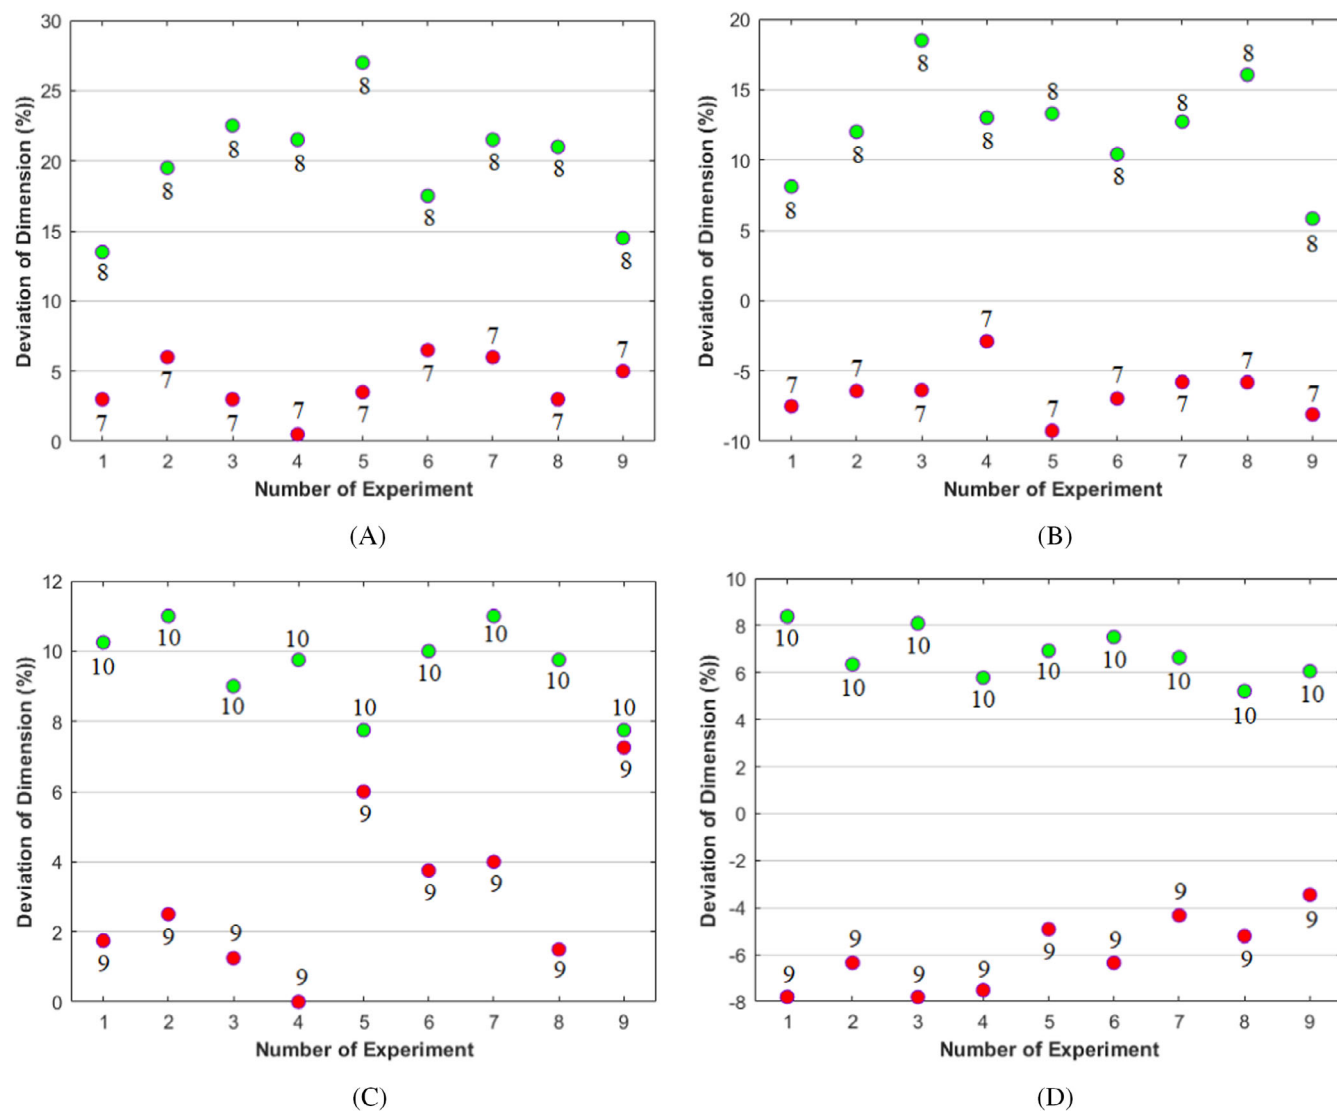 30
25
20
15
10
5
0
Deviation of Dimension (%))
8 8 8 8 8 8 8 8 8
7 7 7 7 7 7 7 7 7
1 2 3 4 5 6 7 8 9
Number of Experiment
(A)
20
15
10
5
0
-5
-10
Deviation of Dimension (%))
8 8 8 8 8 8 8 8 8
7 7 7 7 7 7 7 7 7
1 2 3 4 5 6 7 8 9
Number of Experiment
(B)
12
10
8
6
4
2
0
Deviation of Dimension (%))
10 10 10 10 10 10 10 10 10
9 9 9 9 9 9 9 9 9
1 2 3 4 5 6 7 8 9
Number of Experiment
(C)
10
8
6
4
2
0
-2
-4
-6
-8
Deviation of Dimension (%))
10 10 10 10 10 10 10 10 10
9 9 9 9 9 9 9 9 9
1 2 3 4 5 6 7 8 9
Number of Experiment
(D)